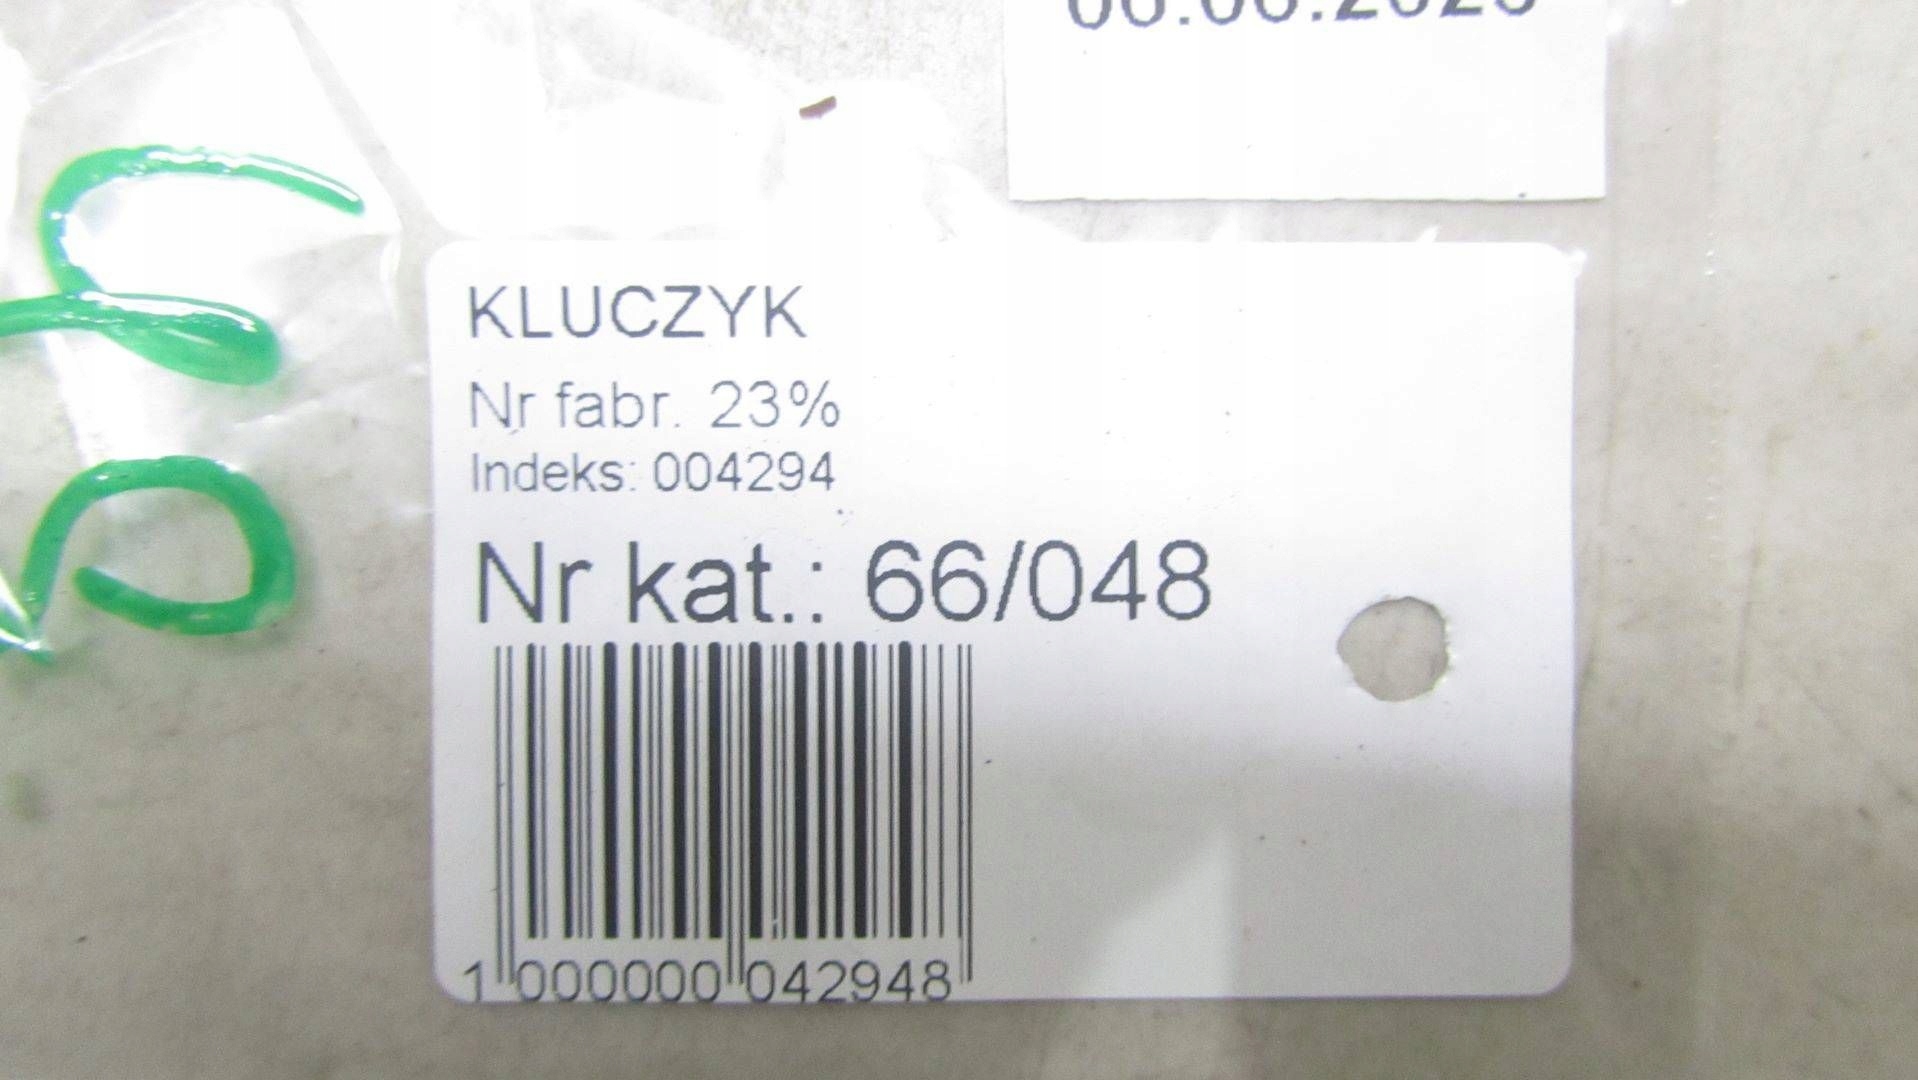 KLUCZYK
Nr fabr. 23%
Indeks: 004294
Nr kat.: 66/048
1 000000 042948